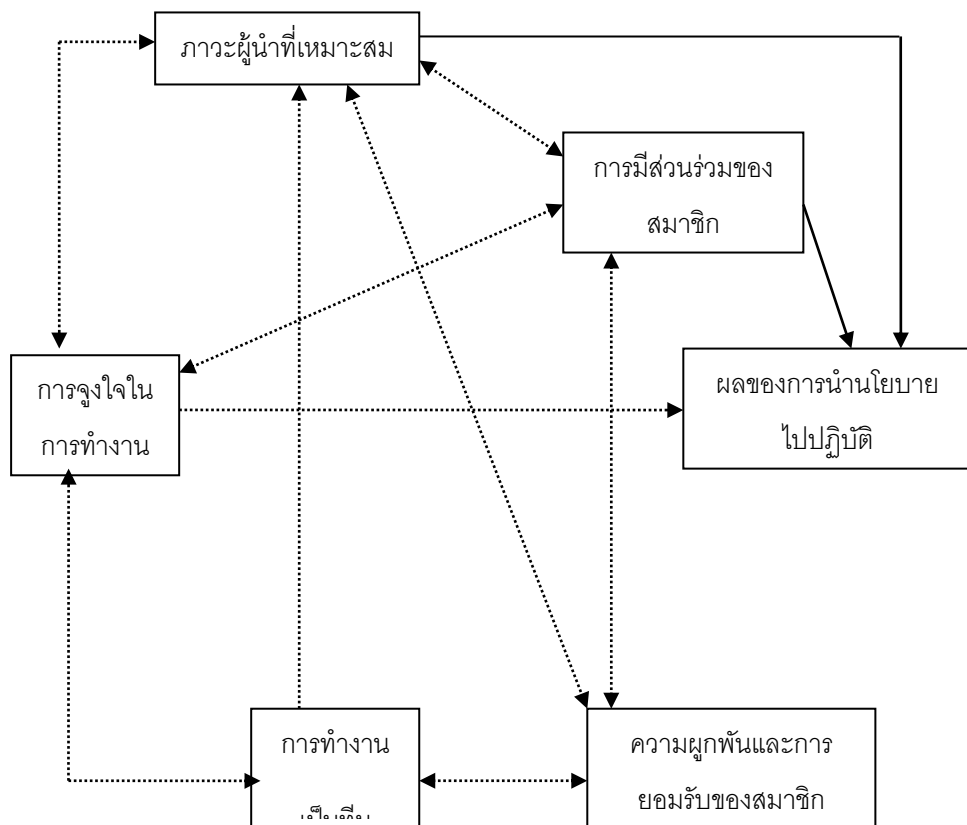 ภาวะผู้นำที่เหมาะสม
การมีส่วนร่วมของ
สมาชิก
การจูงใจใน
การทำงาน
ผลของการนำนโยบาย
ไปปฏิบัติ
การทำงาน
เป็นทีม
ความผูกพันและการ
ยอมรับของสมาชิก